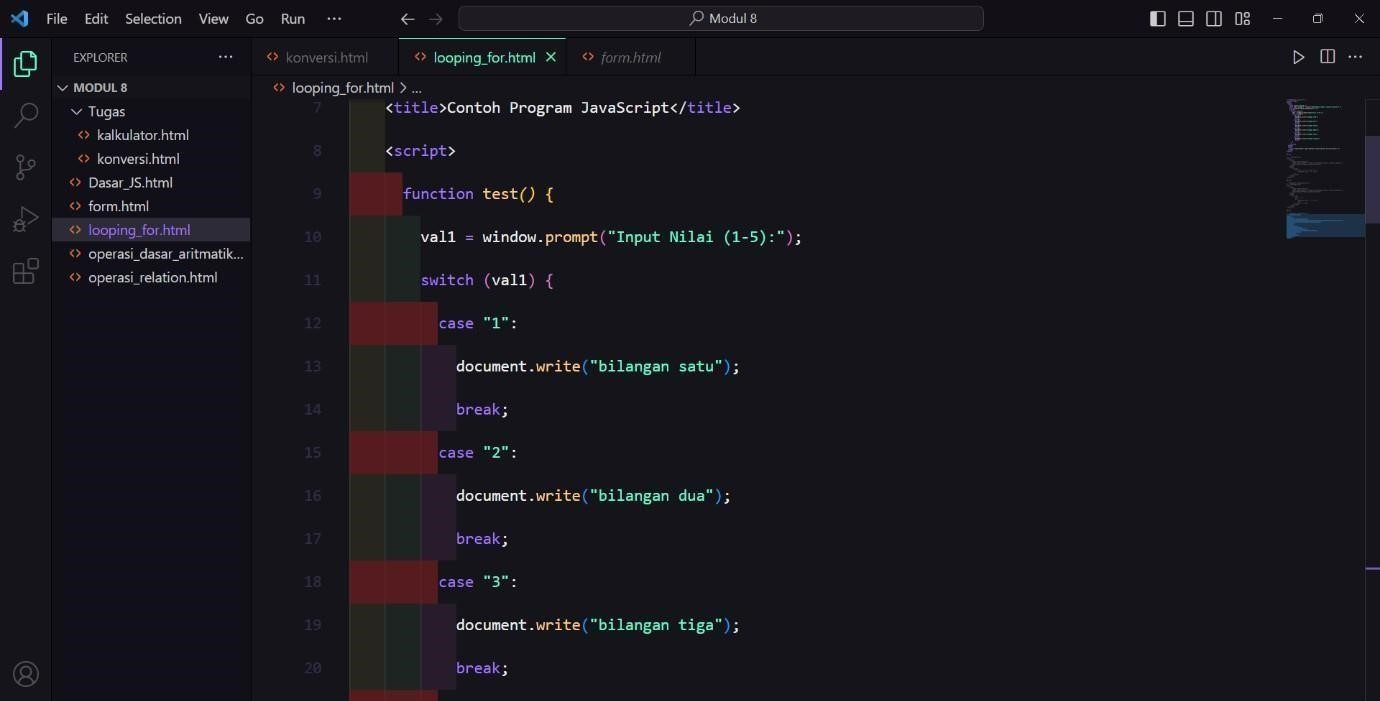 File Edit Selection View Go Run ··· ← → Modul 8
EXPLORER ···
MODUL 8
Tugas
kalkulator.html
konversi.html
Dasar_JS.html
form.html
looping_for.html
operasi_dasar_aritmatik...
operasi_relation.html
konversi.html looping_for.html form.html
looping_for.html > ...
7 <title>Contoh Program JavaScript</title>
8 <script>
9 function test() {
10 val1 = window.prompt("Input Nilai (1-5):");
11 switch (val1) {
12 case "1":
13 document.write("bilangan satu");
14 break;
15 case "2":
16 document.write("bilangan dua");
17 break;
18 case "3":
19 document.write("bilangan tiga");
20 break;